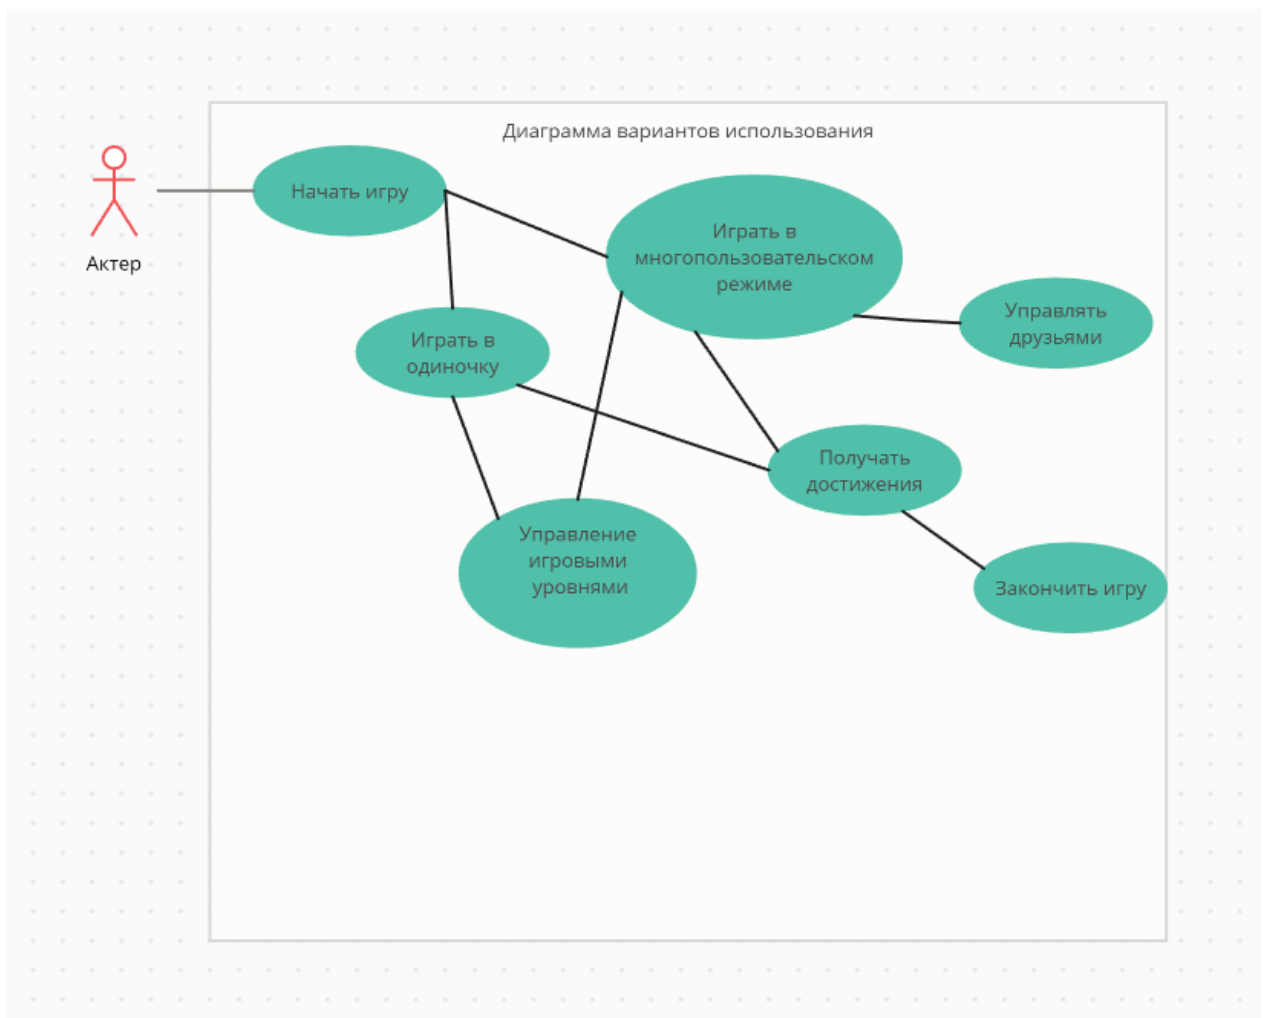 Диаграмма вариантов использования
Начать игру
Актер
Играть в
многопользовательском
режиме
Управлять
друзьями
Играть в
одиночку
Получать
достижения
Управление
игровыми
уровнями
Закончить игру